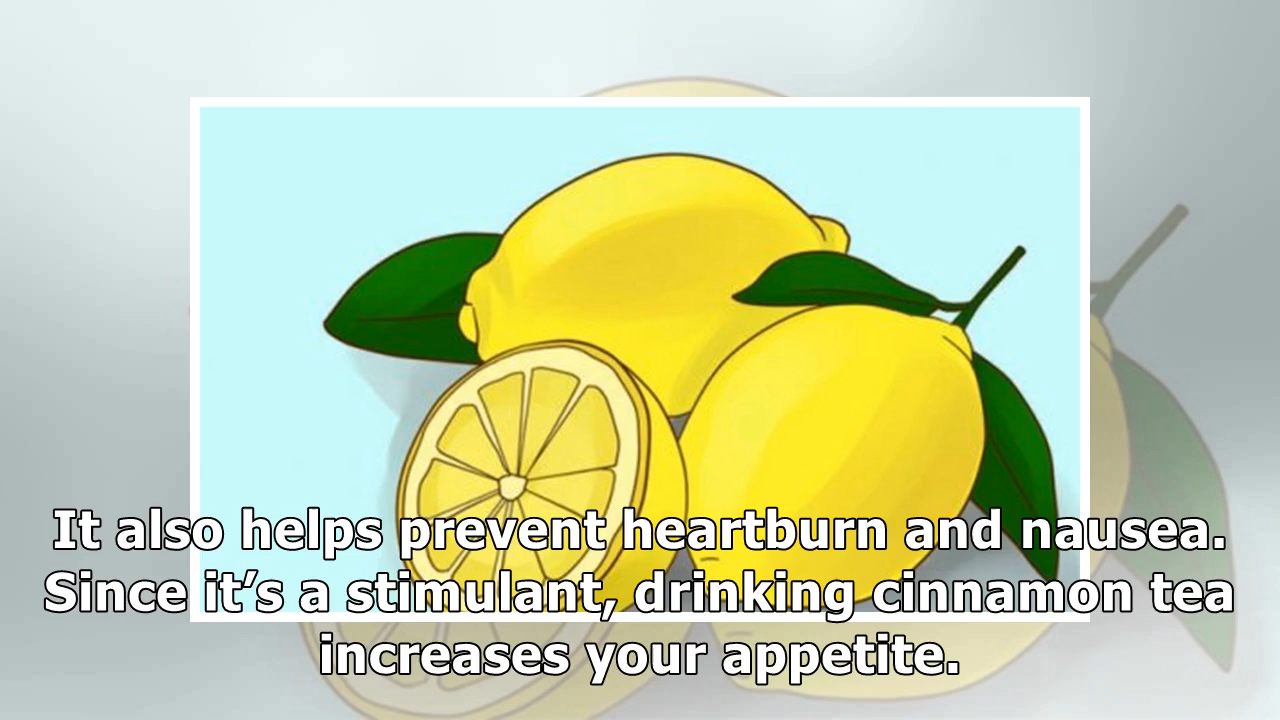 It also helps prevent heartburn and nausea.
Since it’s a stimulant, drinking cinnamon tea
increases your appetite.